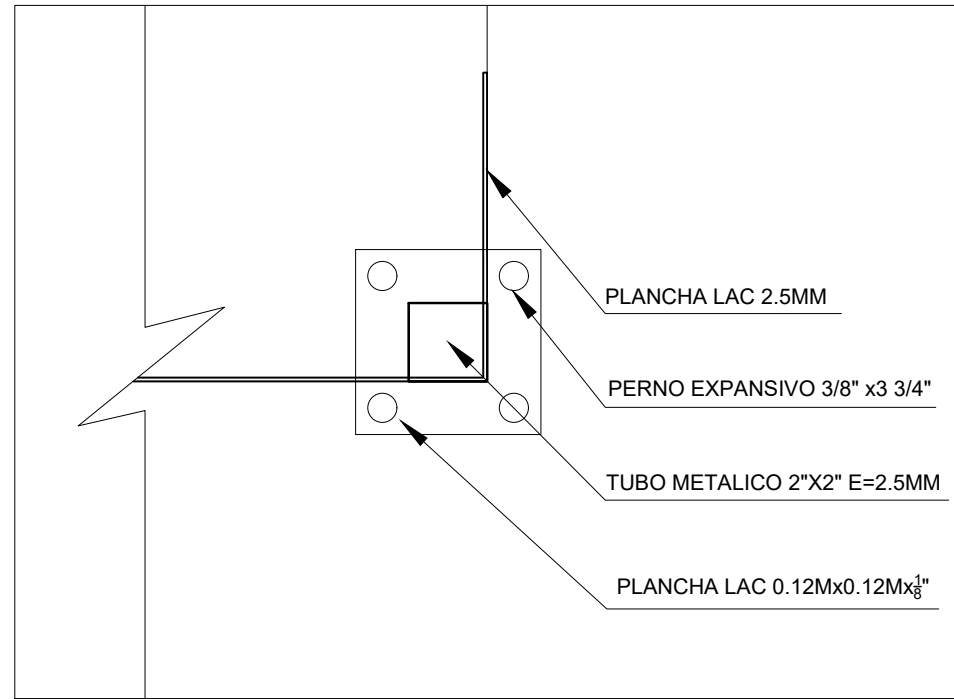 PLANCHA LAC 2.5MM
PERNO EXPANSIVO 3/8" x3 3/4"
TUBO METALICO 2"X2" E=2.5MM
PLANCHA LAC 0.12Mx0.12Mx1/8"